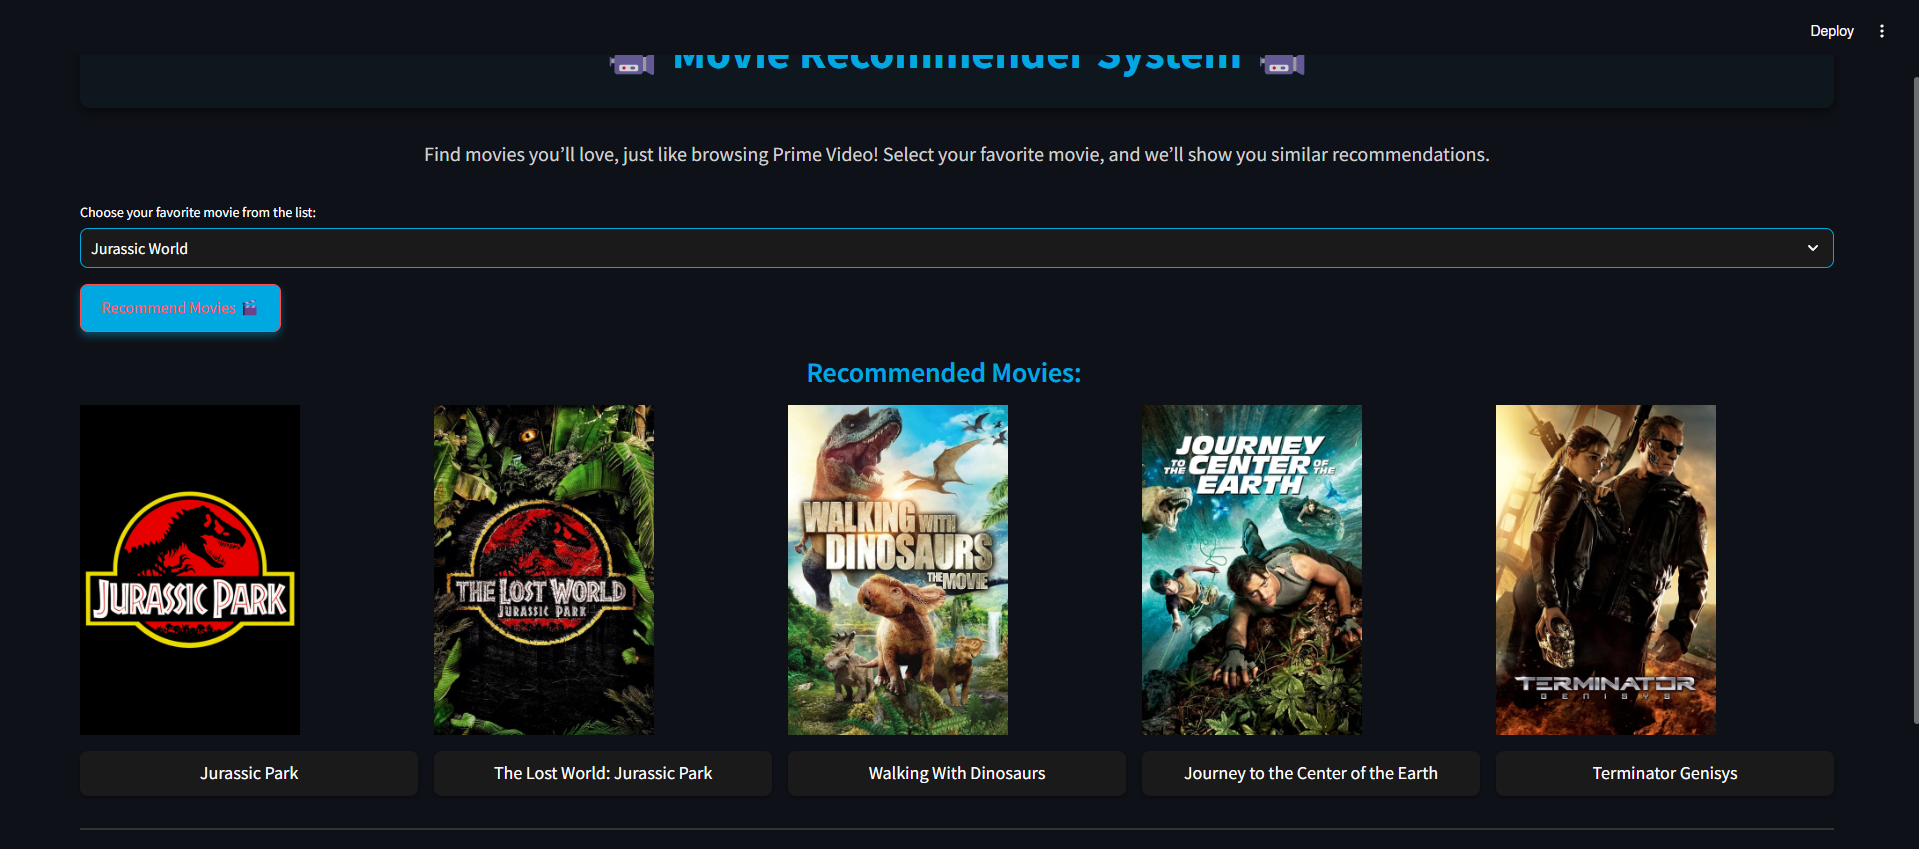 Deploy
Movie Recommender System
Find movies you’ll love, just like browsing Prime Video! Select your favorite movie, and we’ll show you similar recommendations.
Choose your favorite movie from the list:
Jurassic World
Recommend Movies
Recommended Movies:
JURASSIC PARK
THE LOST WORLD
JURASSIC PARK
WALKING WITH
DINOSAURS
THE MOVIE
JOURNEY
TO THE CENTER OF THE
EARTH
TERMINATOR
GENISYS
Jurassic Park
The Lost World: Jurassic Park
Walking With Dinosaurs
Journey to the Center of the Earth
Terminator Genisys